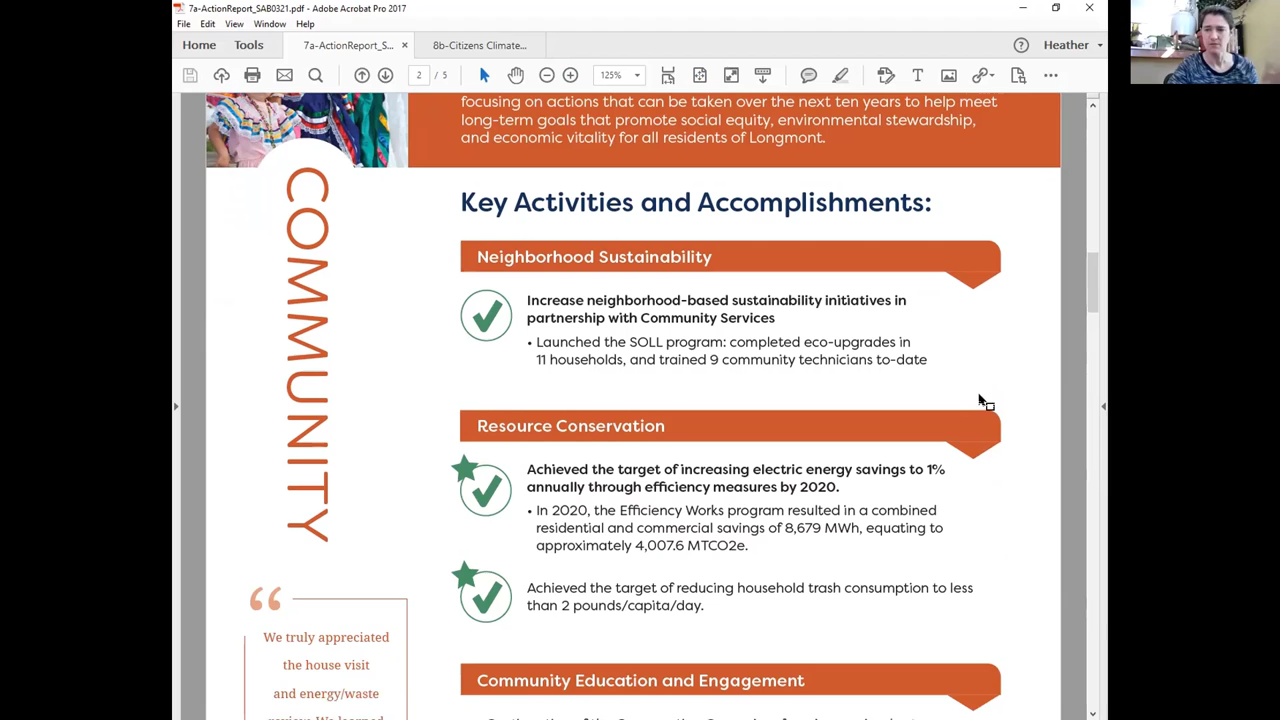 7a-ActionReport_SAB0321.pdf - Adobe Acrobat Pro 2017
File Edit View Window Help
Home Tools 7a-ActionReport_S... × 8b-Citizens Climate... Heather
2 / 5 125%
focusing on actions that can be taken over the next ten years to help meet
long-term goals that promote social equity, environmental stewardship,
and economic vitality for all residents of Longmont.
COMMUNITY
Key Activities and Accomplishments:
Neighborhood Sustainability
Increase neighborhood-based sustainability initiatives in
partnership with Community Services
• Launched the SOLL program: completed eco-upgrades in
11 households, and trained 9 community technicians to-date
Resource Conservation
Achieved the target of increasing electric energy savings to 1%
annually through efficiency measures by 2020.
• In 2020, the Efficiency Works program resulted in a combined
residential and commercial savings of 8,679 MWh, equating to
approximately 4,007.6 MTCO2e.
Achieved the target of reducing household trash consumption to less
than 2 pounds/capita/day.
Community Education and Engagement
“
We truly appreciated
the house visit
and energy/waste